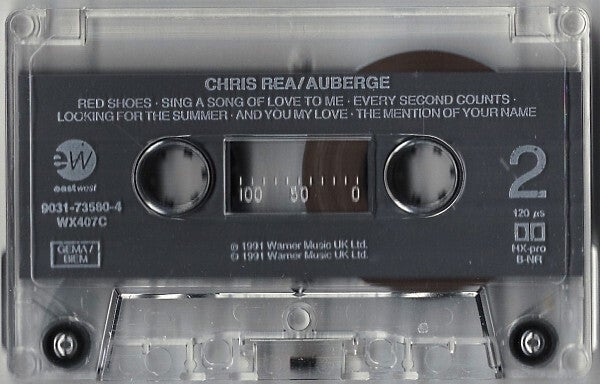 CHRIS REA/AUBERGE
RED SHOES · SING A SONG OF LOVE TO ME · EVERY SECOND COUNTS ·
LOOKING FOR THE SUMMER · AND YOU MY LOVE · THE MENTION OF YOUR NAME
ew
eastwest
9031-73580-4
WX407C
GEMA/
BIEM
100 50 0
℗ 1991 Warner Music UK Ltd.
© 1991 Warner Music UK Ltd.
2
120 µs
HX-pro
B-NR